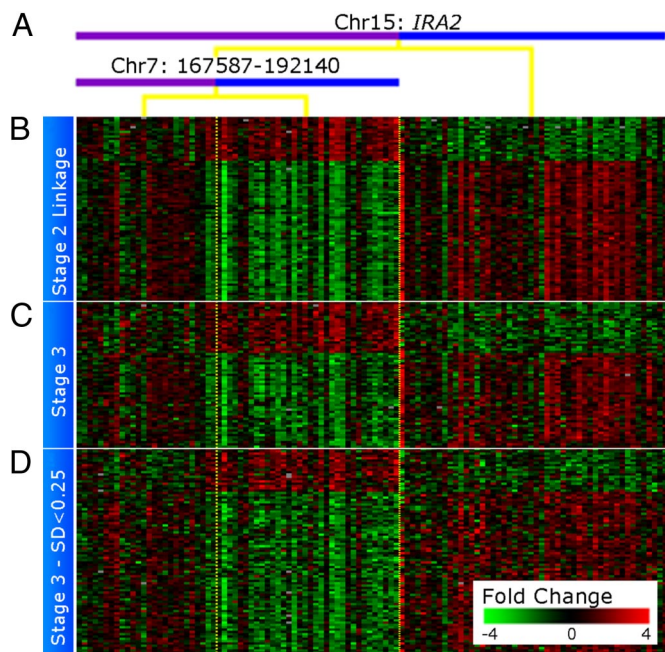 A
Chr15: IRA2
Chr7: 167587-192140
B
Stage 2 Linkage
C
Stage 3
D
Stage 3 - SD<0.25
Fold Change
-4 0 4